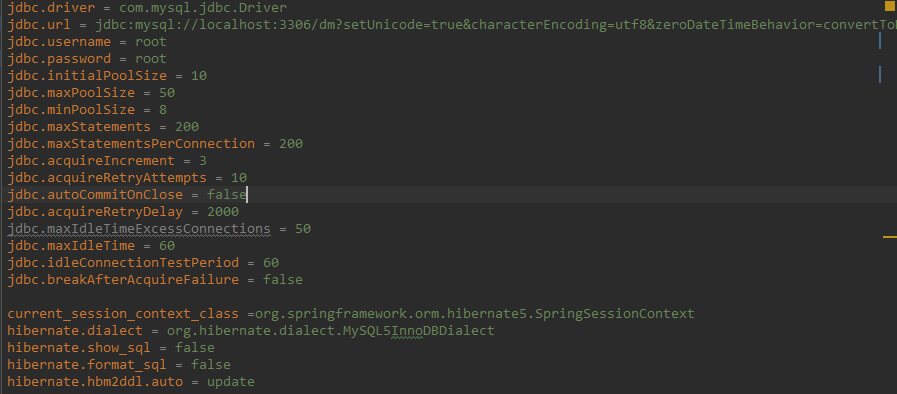 jdbc.driver = com.mysql.jdbc.Driver
jdbc.url = jdbc:mysql://localhost:3306/dm?setUnicode=true&characterEncoding=utf8&zeroDateTimeBehavior=convertTo
jdbc.username = root
jdbc.password = root
jdbc.initialPoolSize = 10
jdbc.maxPoolSize = 50
jdbc.minPoolSize = 8
jdbc.maxStatements = 200
jdbc.maxStatementsPerConnection = 200
jdbc.acquireIncrement = 3
jdbc.acquireRetryAttempts = 10
jdbc.autoCommitOnClose = false
jdbc.acquireRetryDelay = 2000
jdbc.maxIdleTimeExcessConnections = 50
jdbc.maxIdleTime = 60
jdbc.idleConnectionTestPeriod = 60
jdbc.breakAfterAcquireFailure = false
current_session_context_class =org.springframework.orm.hibernate5.SpringSessionContext
hibernate.dialect = org.hibernate.dialect.MySQL5InnoDBDialect
hibernate.show_sql = false
hibernate.format_sql = false
hibernate.hbm2ddl.auto = update